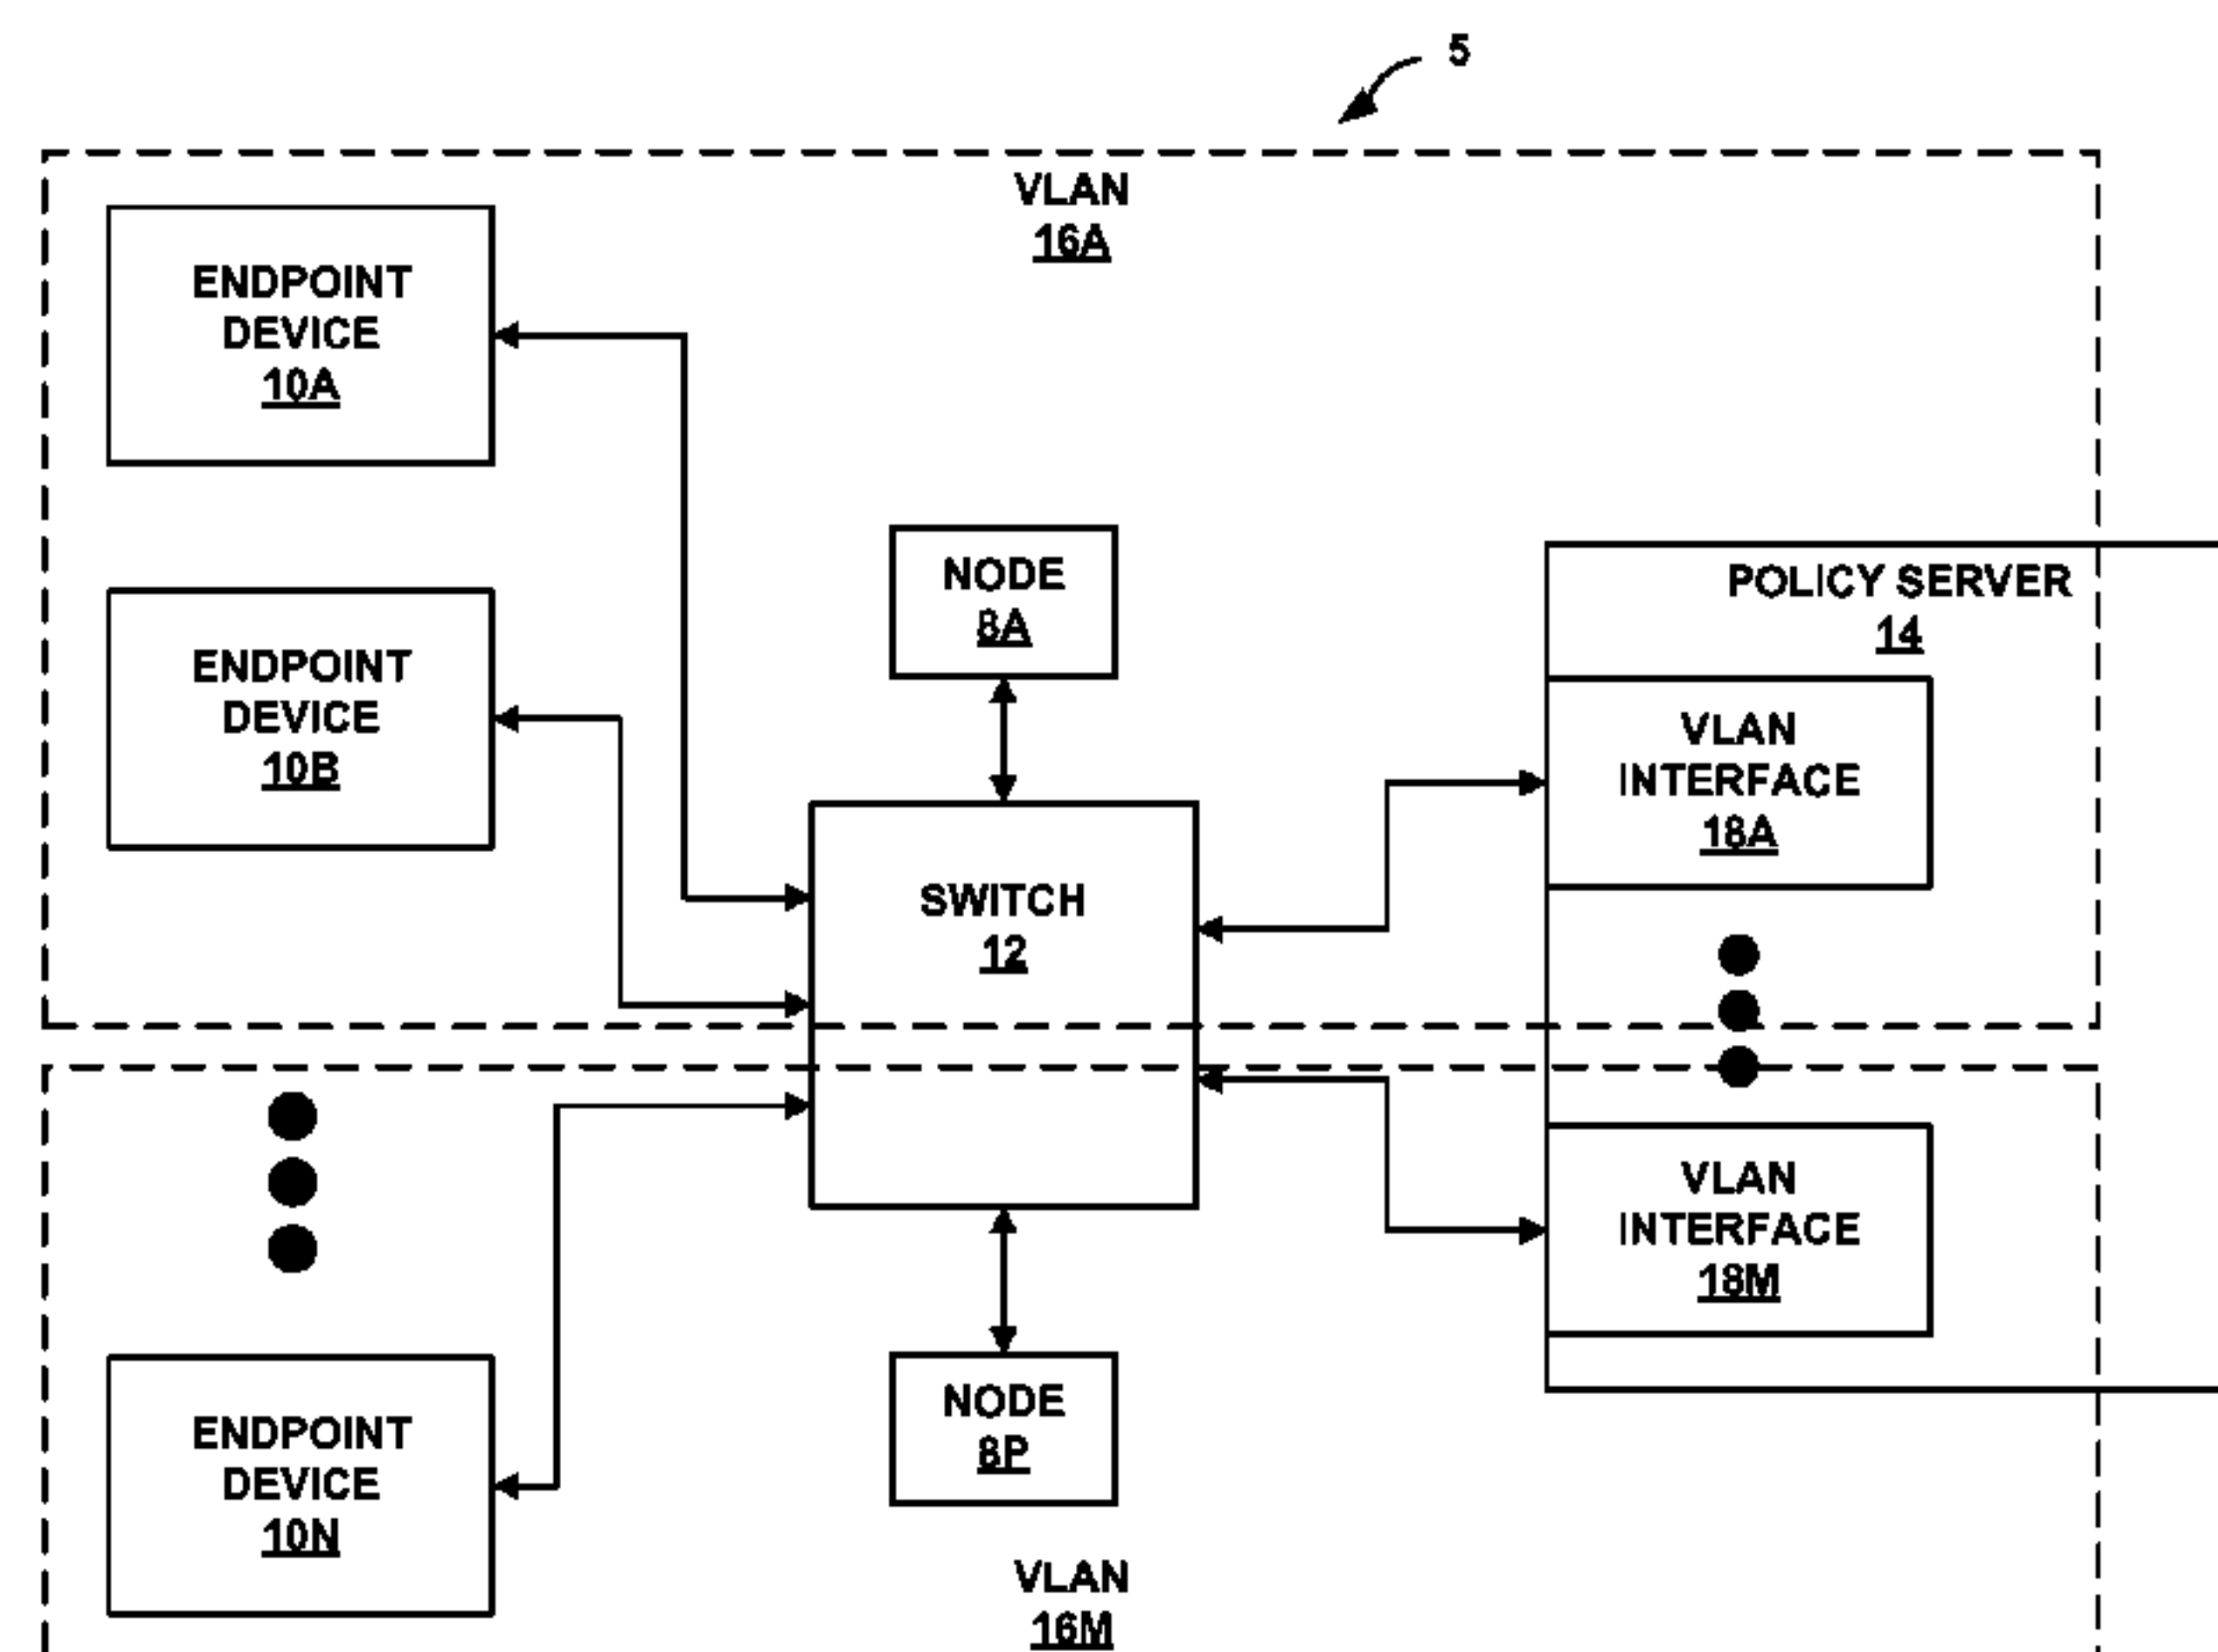 5
VLAN
16A
ENDPOINT
DEVICE
10A
ENDPOINT
DEVICE
10B
NODE
8A
POLICY SERVER
14
VLAN
INTERFACE
18A
SWITCH
12
VLAN
INTERFACE
18M
ENDPOINT
DEVICE
10N
NODE
8P
VLAN
16M